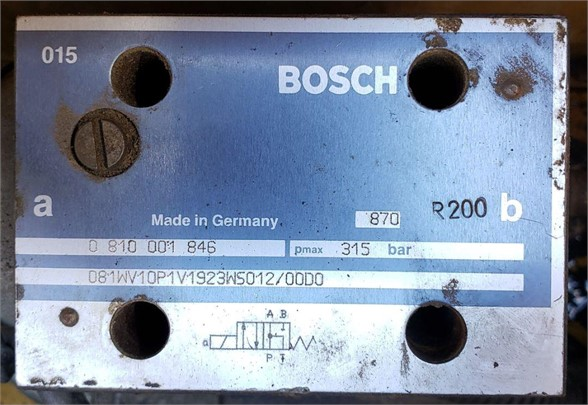 015
BOSCH
a
Made in Germany 870 R200 b
0 810 001 846 pmax 315 bar
081WV10P1V1923WS012/00D0
A B
a
P T